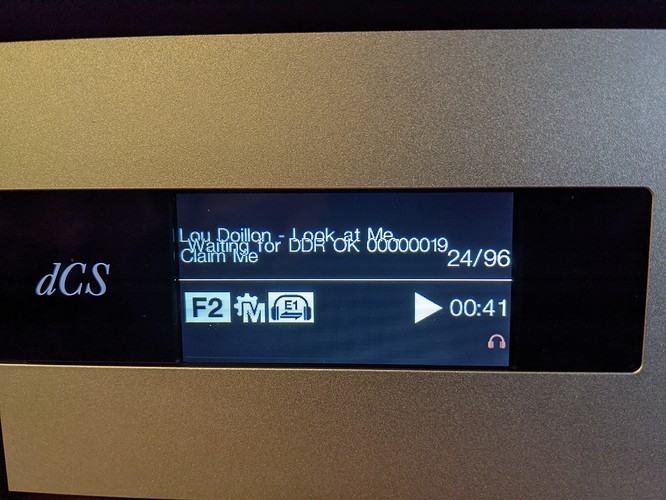 dCS
Lou Doillon - Look at Me
Waiting for DDR OK 00000019
Claim Me
24/96
F2
M
E1
00:41